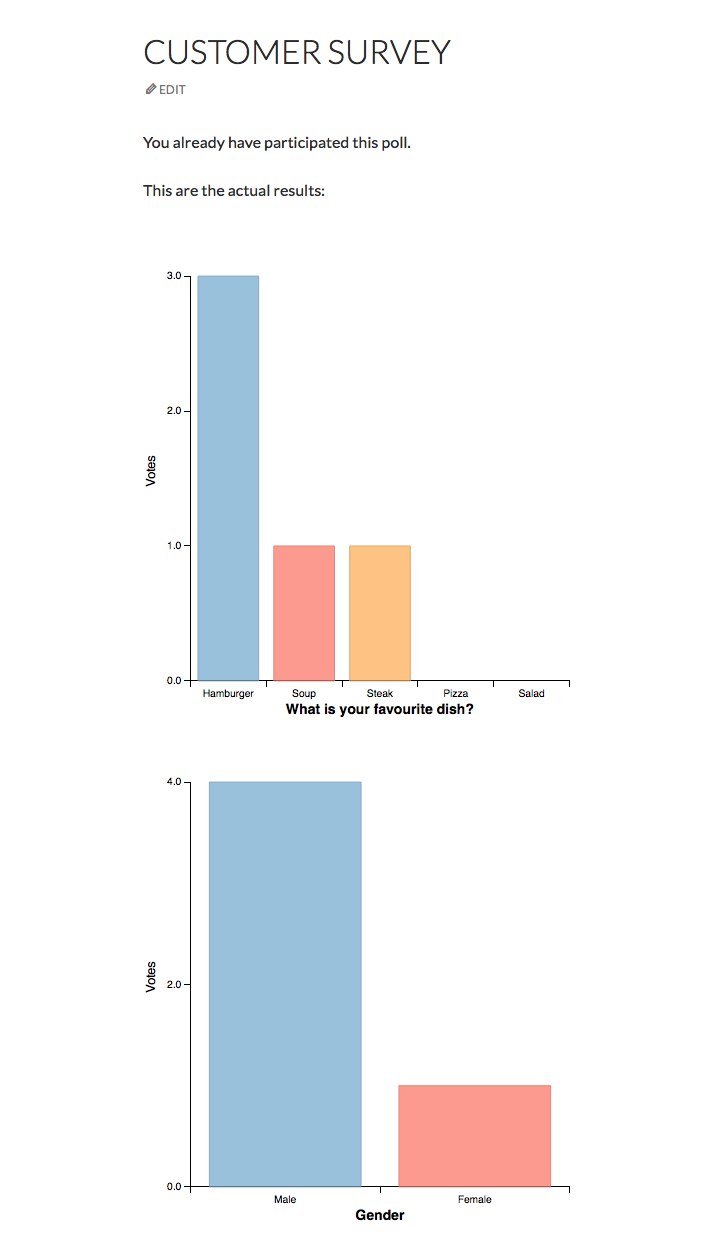 CUSTOMER SURVEY
EDIT
You already have participated this poll.
This are the actual results:
3.0
2.0
Votes
1.0
0.0
Hamburger Soup Steak Pizza Salad
What is your favourite dish?
4.0
Votes
2.0
0.0
Male Female
Gender